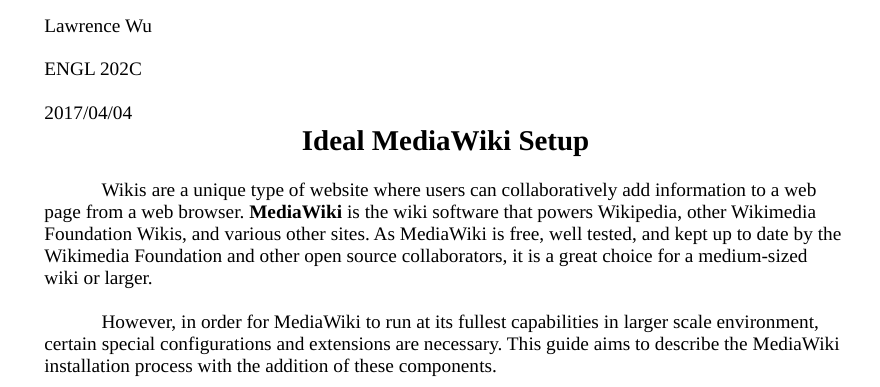 Lawrence Wu
ENGL 202C
2017/04/04
Ideal MediaWiki Setup
Wikis are a unique type of website where users can collaboratively add information to a web
page from a web browser. MediaWiki is the wiki software that powers Wikipedia, other Wikimedia
Foundation Wikis, and various other sites. As MediaWiki is free, well tested, and kept up to date by the
Wikimedia Foundation and other open source collaborators, it is a great choice for a medium-sized
wiki or larger.
However, in order for MediaWiki to run at its fullest capabilities in larger scale environment,
certain special configurations and extensions are necessary. This guide aims to describe the MediaWiki
installation process with the addition of these components.